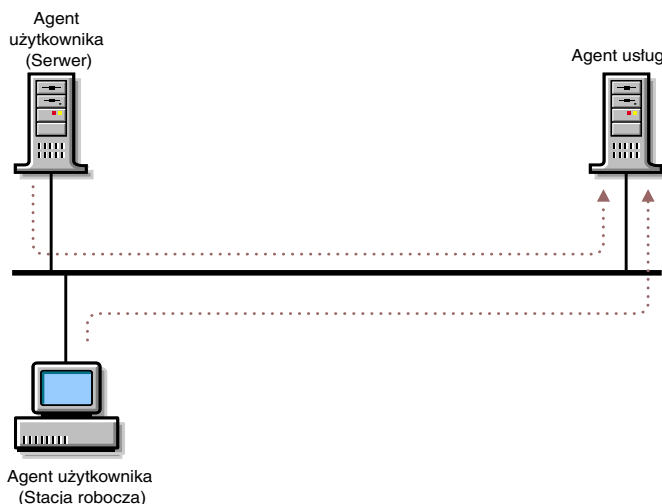 Agent
użytkownika
(Serwer)
Agent usług
Agent użytkownika
(Stacja robocza)